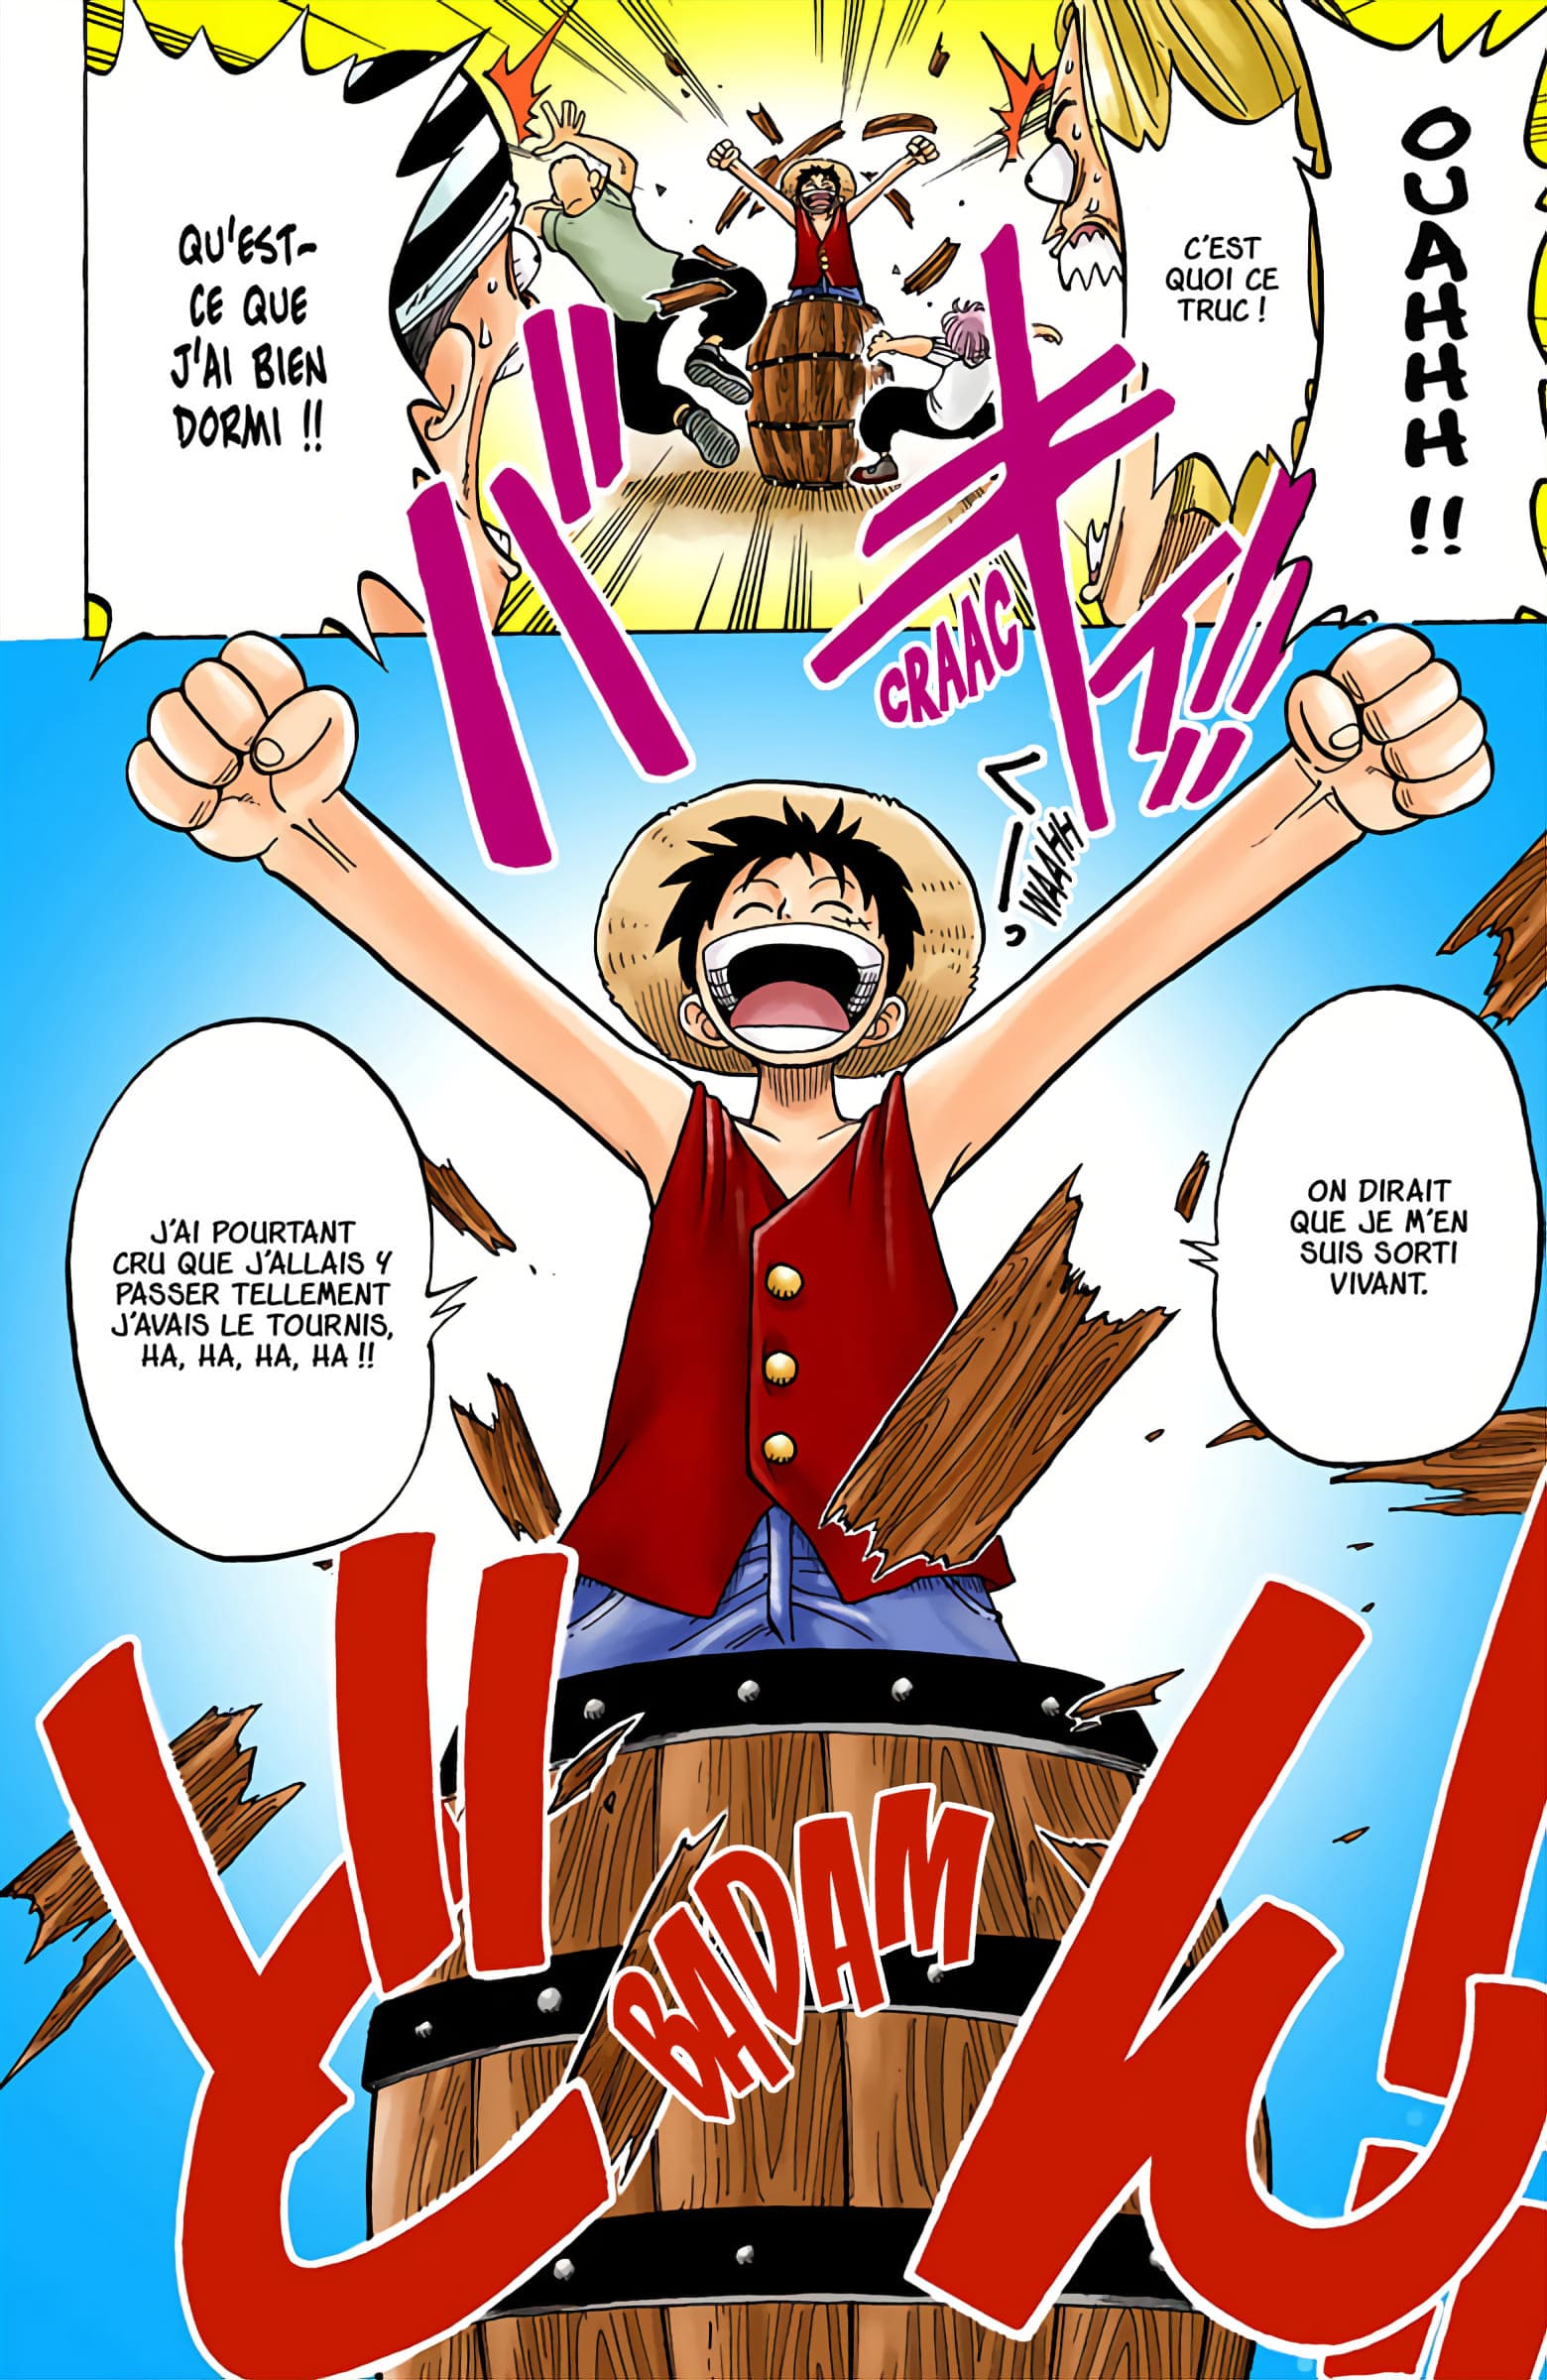 OUAHHH !!
C'EST
QUOI CE
TRUC !
QU'EST-
CE QUE
J'AI BIEN
DORMI !!
バキィ!!
CRAAC
く
WAAHH
ON DIRAIT
QUE JE M'EN
SUIS SORTI
VIVANT.
J'AI POURTANT
CRU QUE J'ALLAIS Y
PASSER TELLEMENT
J'AVAIS LE TOURNIS,
HA, HA, HA, HA !!
BADAM
どん!!